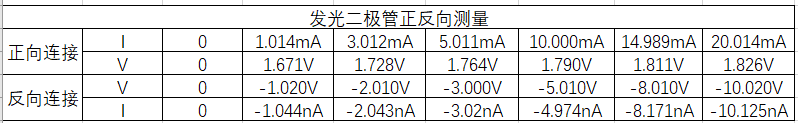 发光二极管正反向测量
正向连接 I 0 1.014mA 3.012mA 5.011mA 10.000mA 14.989mA 20.014mA
V 0 1.671V 1.728V 1.764V 1.790V 1.811V 1.826V
反向连接 V 0 -1.020V -2.010V -3.000V -5.010V -8.010V -10.020V
I 0 -1.044nA -2.043nA -3.02nA -4.974nA -8.171nA -10.125nA